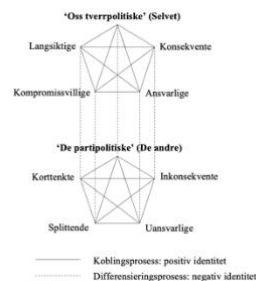 ‘Oss tverrpolitiske’ (Selvet)
Langsiktige
Konsekvente
Kompromissvillige
Ansvarlige
‘De partipolitiske’ (De andre)
Korttenkte
Inkonsekvente
Splittende
Uansvarlige
Koblingsprosess: positiv identitet
Differensieringsprosess: negativ identitet